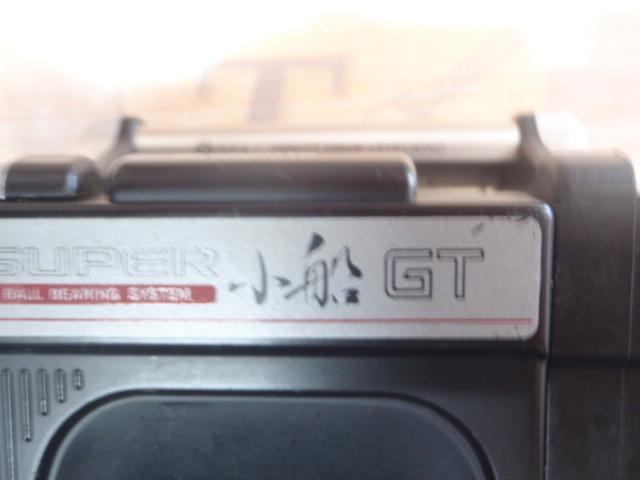 SUPER 小船 GT
BALL BEARING SYSTEM